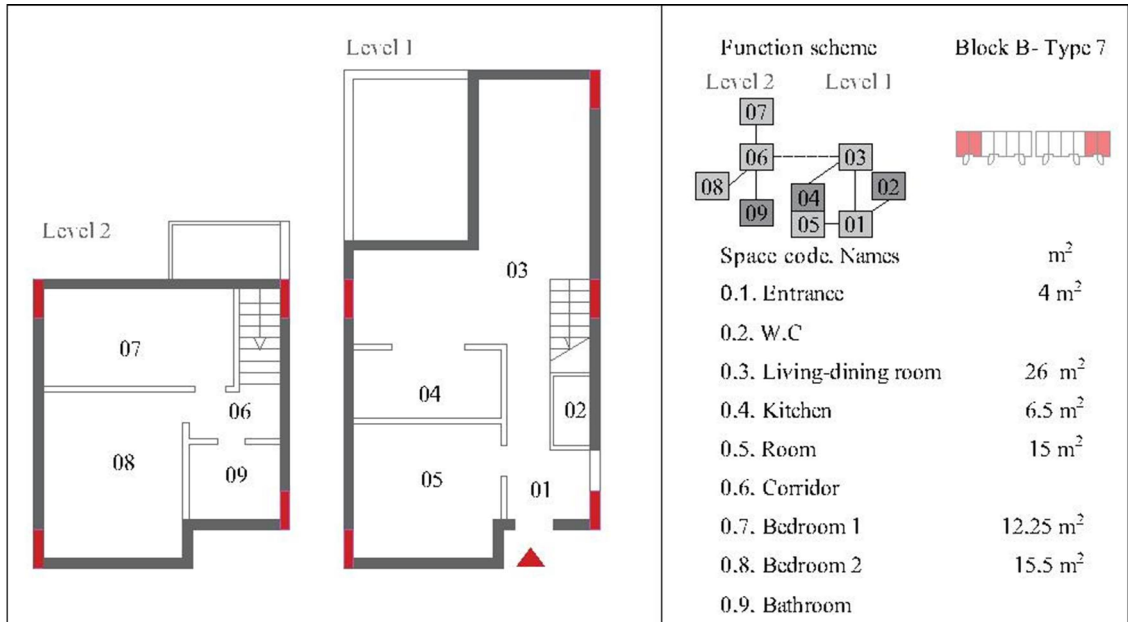 Level 1
Level 2
03
07
04
06
02
08
05
09
01
Function scheme
Block B- Type 7
Level 2
Level 1
07
06
03
08
04
02
09
05
01
Space code. Names
m²
0.1. Entrance 4 m²
0.2. W.C
0.3. Living-dining room 26 m²
0.4. Kitchen 6.5 m²
0.5. Room 15 m²
0.6. Corridor
0.7. Bedroom 1 12.25 m²
0.8. Bedroom 2 15.5 m²
0.9. Bathroom